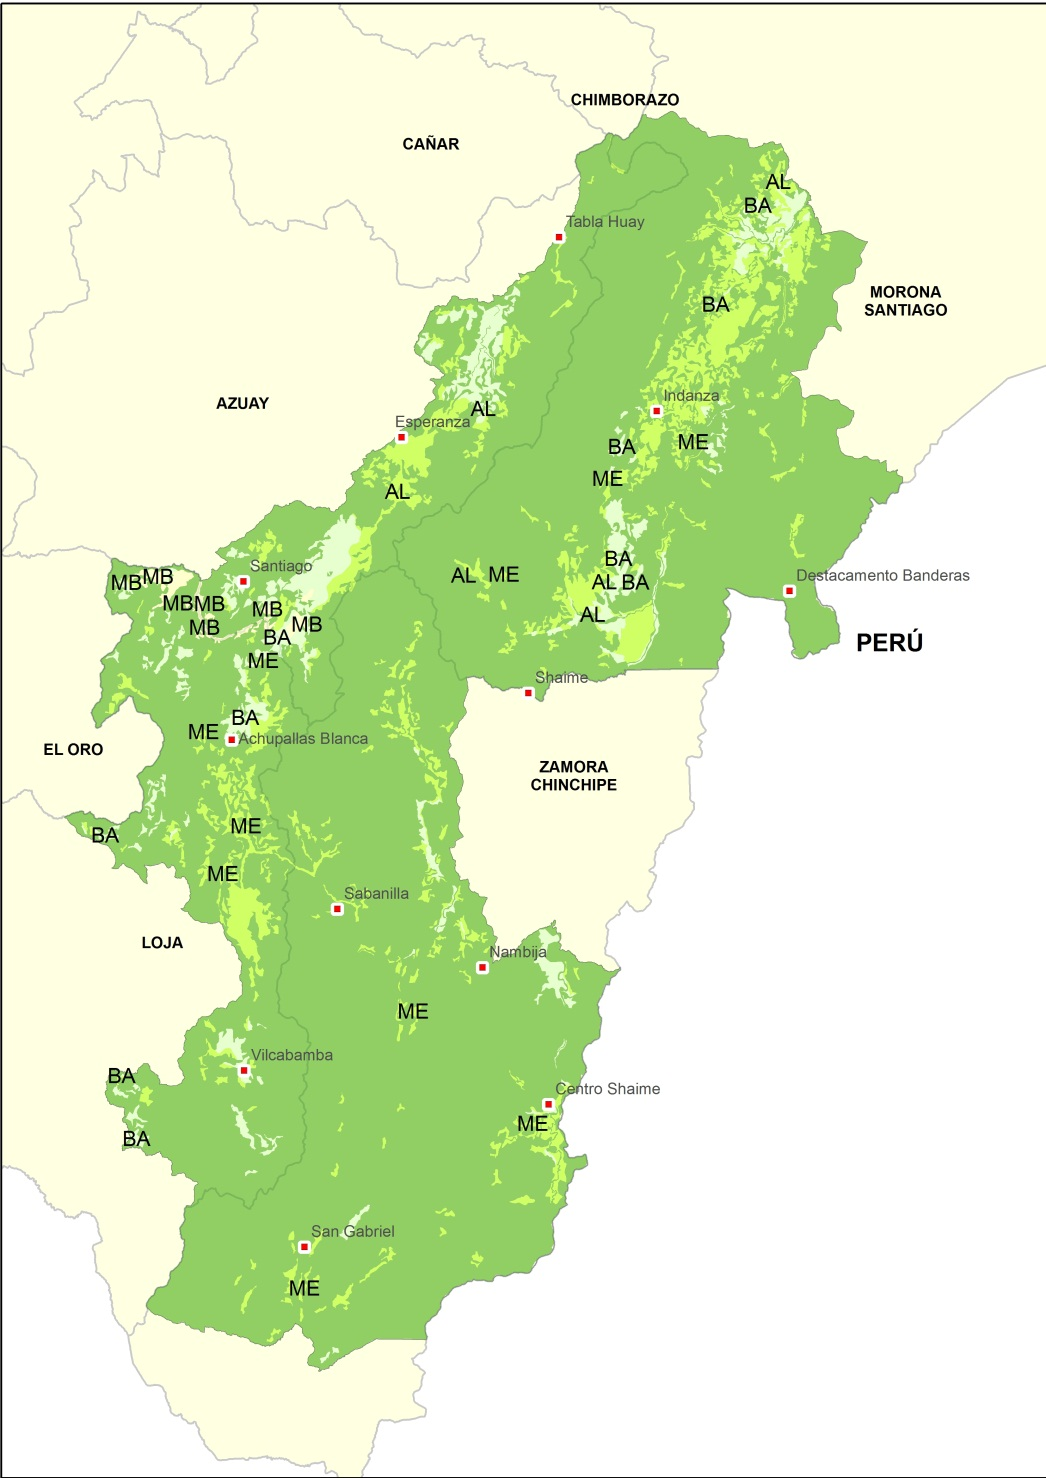 CHIMBORAZO
CAÑAR
AL
BA
Tabla Huay
MORONA
SANTIAGO
BA
AZUAY
Indanza
AL
Esperanza
BA
ME
ME
AL
Santiago
BA
MB
MB
AL
ME
AL
BA
Destacamento Banderas
MB
MB
MB
MB
MB
AL
BA
PERÚ
ME
Shaime
BA
ME
Achupallas Blanca
EL ORO
ZAMORA
CHINCHIPE
BA
ME
ME
Sabanilla
LOJA
Nambija
ME
Vilcabamba
BA
Centro Shaime
ME
BA
San Gabriel
ME